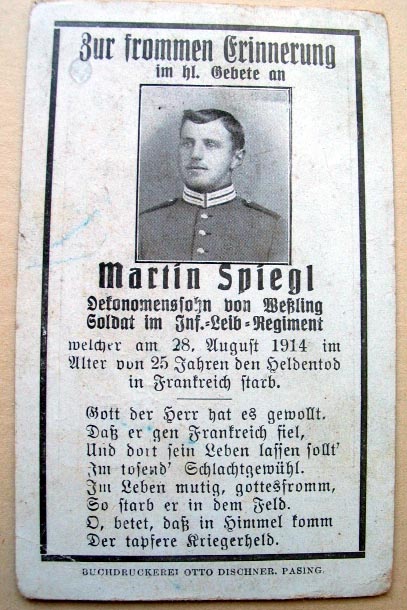 Zur frommen Erinnerung
im hl. Gebete an
Martin Spiegl
Oekonomenssohn von Weßling
Soldat im Inf.-Leib-Regiment
welcher am 28. August 1914 im
Alter von 25 Jahren den Heldentod
in Frankreich starb.
Gott der Herr hat es gewollt.
Daß er gen Frankreich fiel,
Und dort sein Leben lassen sollt'
Im tosend' Schlachtgewühl.
Im Leben mutig, gottesfromm,
So starb er in dem Feld.
O, betet, daß in Himmel komm
Der tapfere Kriegerheld.
BUCHDRUCKEREI OTTO DISCHNER, PASING.